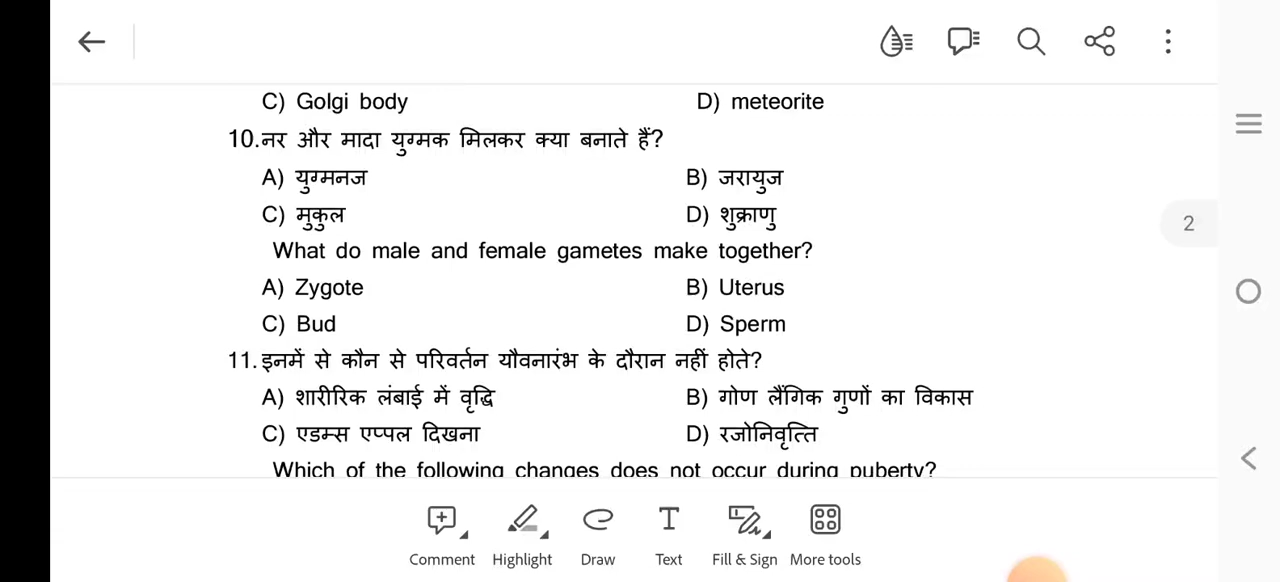 C) Golgi body D) meteorite
10.नर और मादा युग्मक मिलकर क्या बनाते हैं?
A) युग्मनज B) जरायुज
C) मुकुल D) शुक्राणु
2
What do male and female gametes make together?
A) Zygote B) Uterus
C) Bud D) Sperm
11.इनमें से कौन से परिवर्तन यौवनारंभ के दौरान नहीं होते?
A) शारीरिक लंबाई में वृद्धि B) गोण लैंगिक गुणों का विकास
C) एडम्स एप्पल दिखना D) रजोनिवृत्ति
Which of the following changes does not occur during puberty?
Comment Highlight Draw Text Fill & Sign More tools